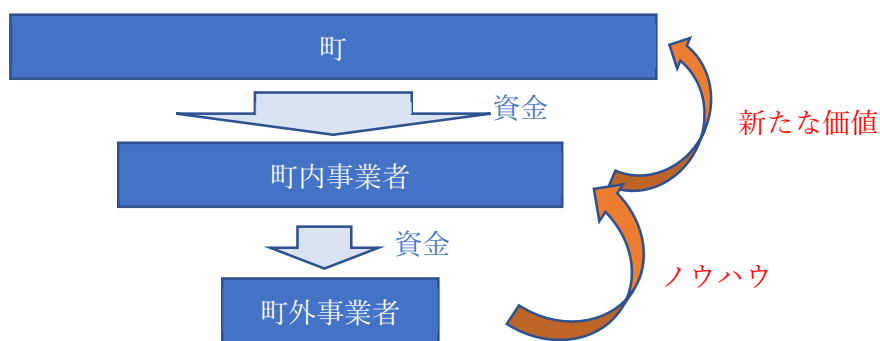 町
資金
新たな価値
町内事業者
資金
ノウハウ
町外事業者